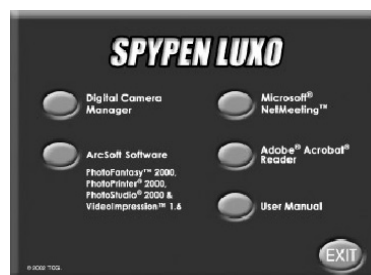 SPYPEN LUXO
Digital Camera
Manager
ArcSoft Software
PhotoFantasy™ 2000,
PhotoPrinter® 2000,
PhotoStudio® 2000 &
VideoImpression™ 1.6
Microsoft®
NetMeeting™
Adobe® Acrobat®
Reader
User Manual
EXIT